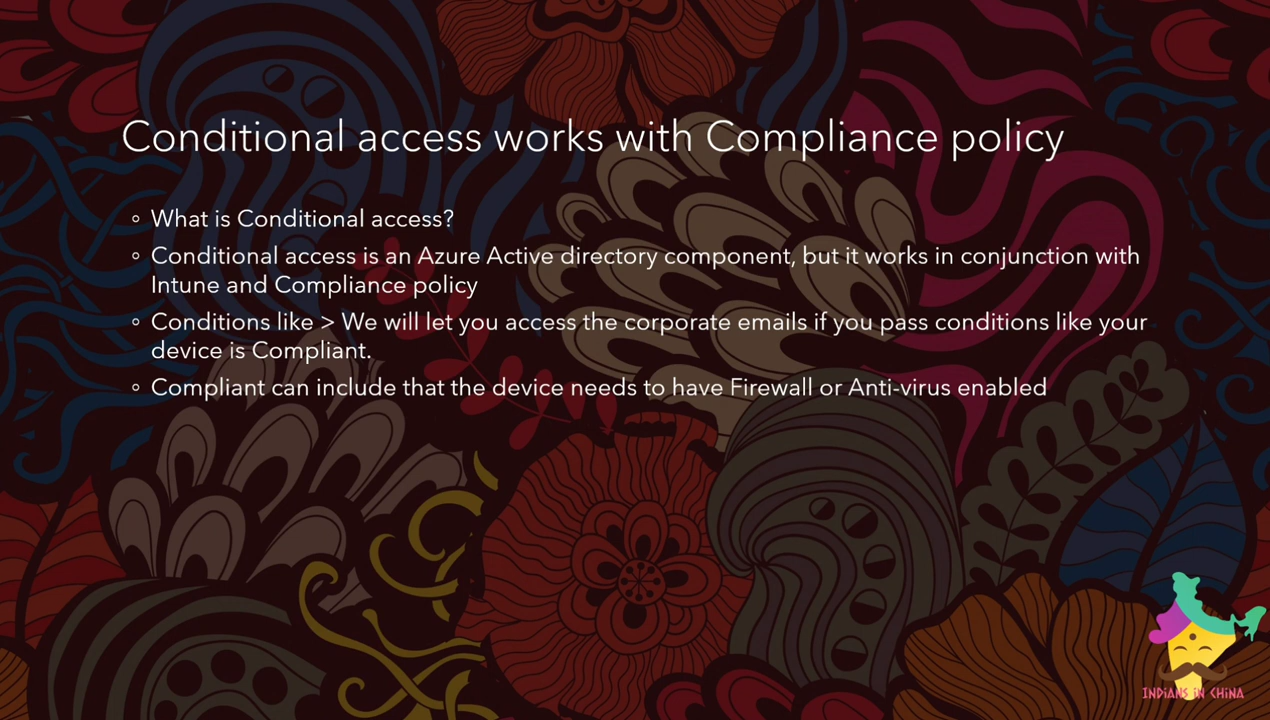 Conditional access works with Compliance policy
◦ What is Conditional access?
◦ Conditional access is an Azure Active directory component, but it works in conjunction with
Intune and Compliance policy
◦ Conditions like > We will let you access the corporate emails if you pass conditions like your
device is Compliant.
◦ Compliant can include that the device needs to have Firewall or Anti-virus enabled
INDIANS IN CHINA